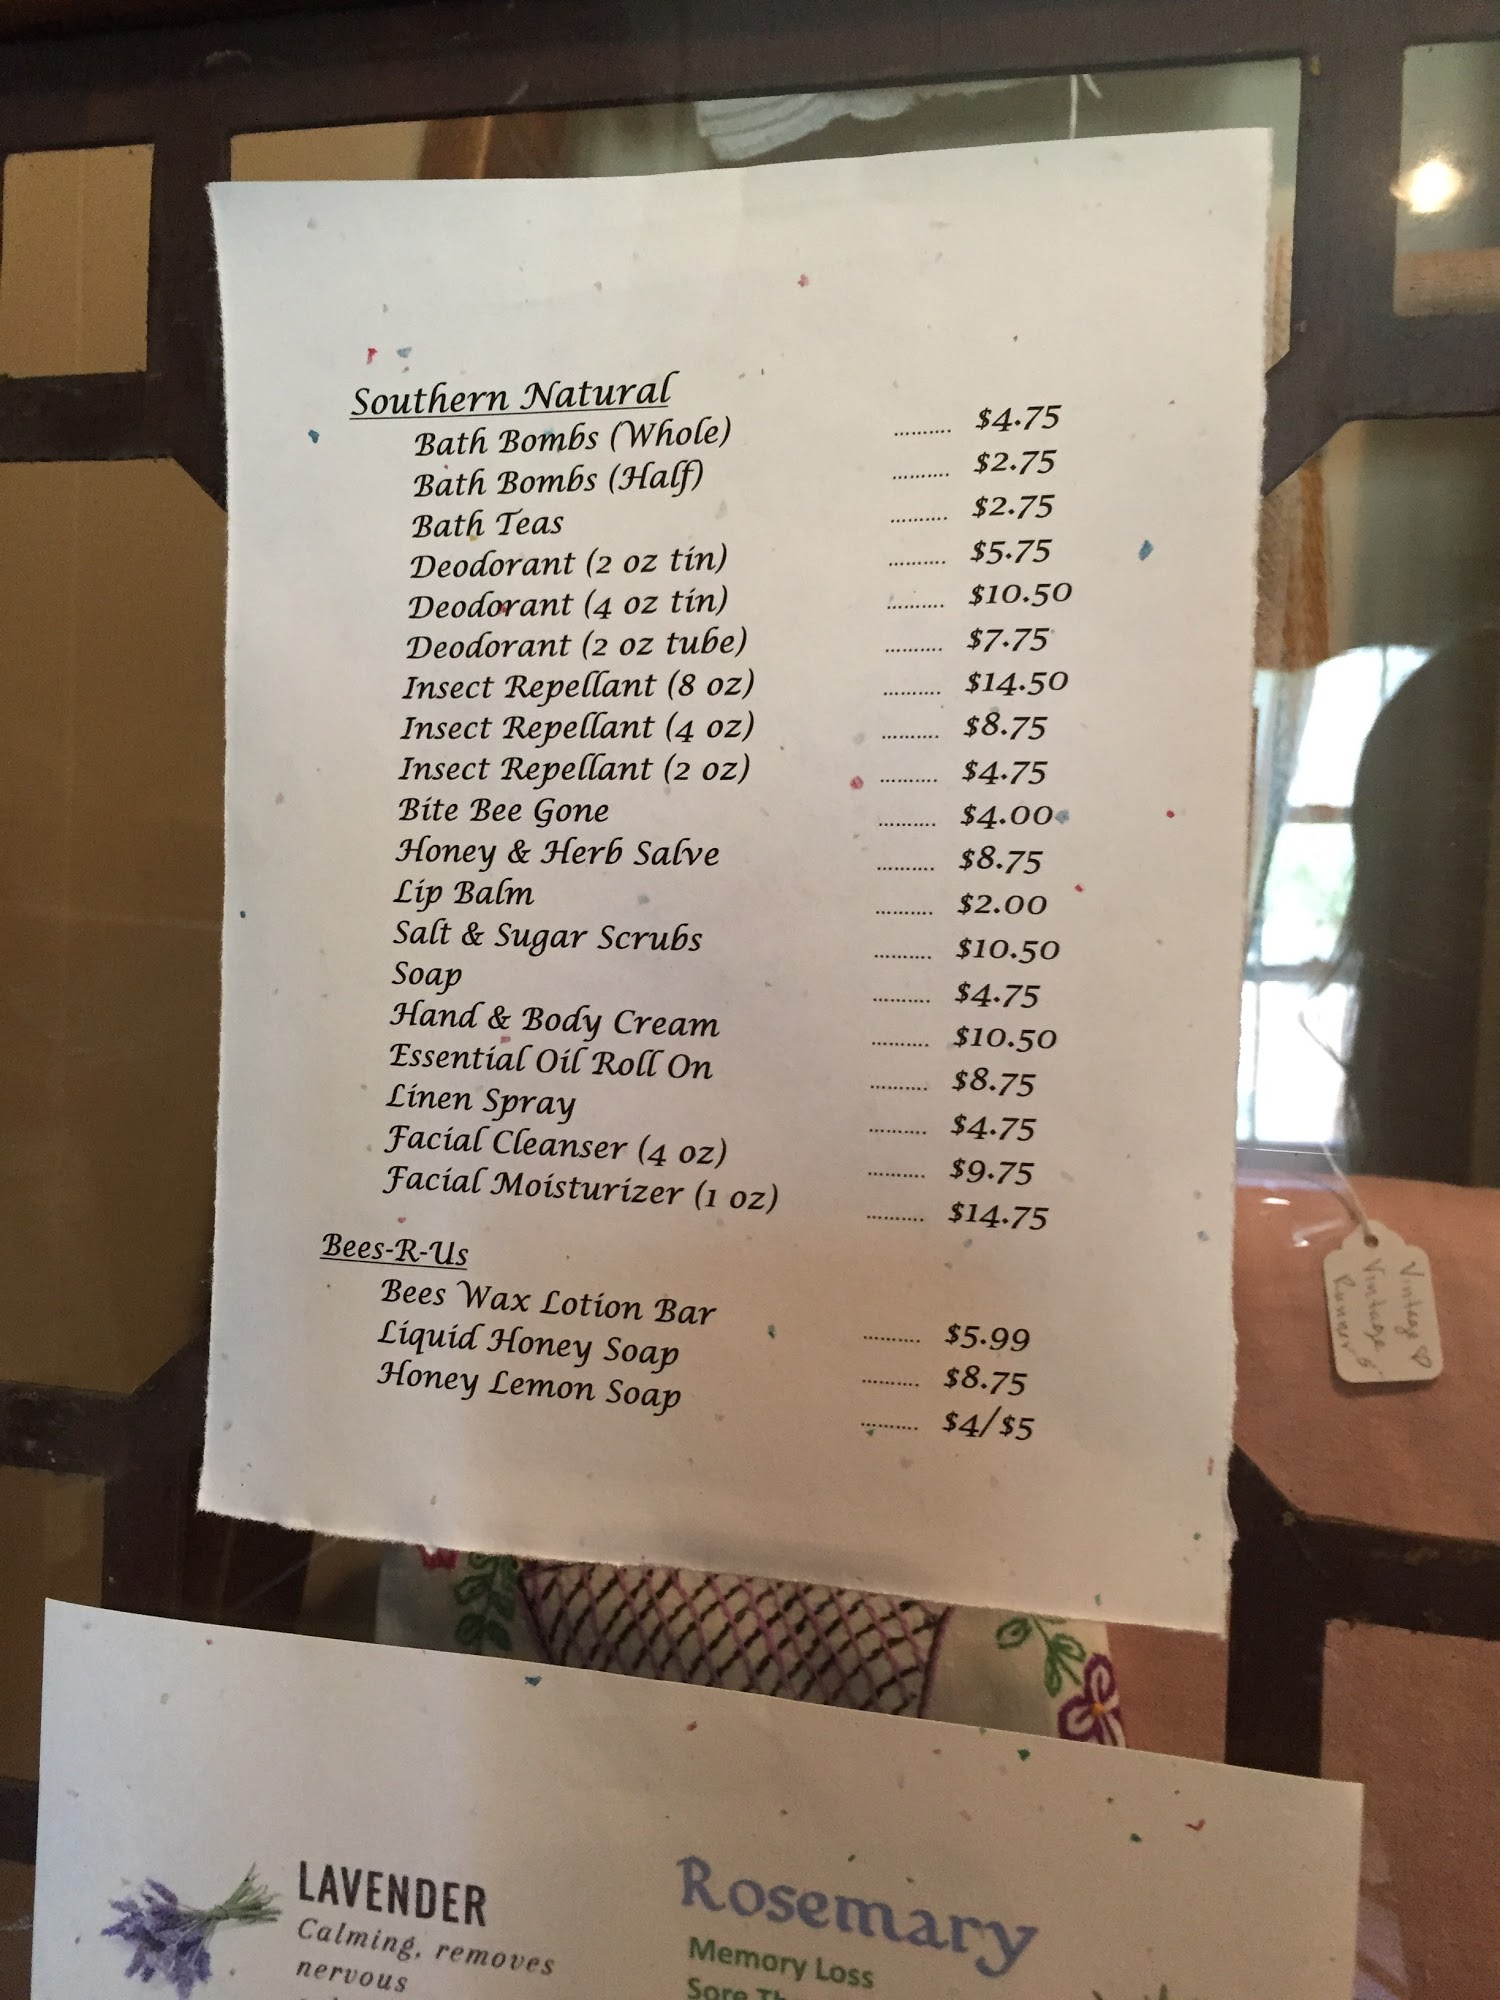 Southern Natural
Bath Bombs (Whole) .......... $4.75
Bath Bombs (Half) .......... $2.75
Bath Teas .......... $2.75
Deodorant (2 oz tin) .......... $5.75
Deodorant (4 oz tin) .......... $10.50
Deodorant (2 oz tube) .......... $7.75
Insect Repellant (8 oz) .......... $14.50
Insect Repellant (4 oz) .......... $8.75
Insect Repellant (2 oz) .......... $4.75
Bite Bee Gone .......... $4.00
Honey & Herb Salve .......... $8.75
Lip Balm .......... $2.00
Salt & Sugar Scrubs .......... $10.50
Soap .......... $4.75
Hand & Body Cream .......... $10.50
Essential Oil Roll On .......... $8.75
Linen Spray .......... $4.75
Facial Cleanser (4 oz) .......... $9.75
Facial Moisturizer (1 oz) .......... $14.75
Bees-R-Us
Bees Wax Lotion Bar .......... $5.99
Liquid Honey Soap .......... $8.75
Honey Lemon Soap .......... $4/$5
Vintage
Vintage
Runner
LAVENDER
Calming, removes
nervous
Rosemary
Memory Loss
Sore